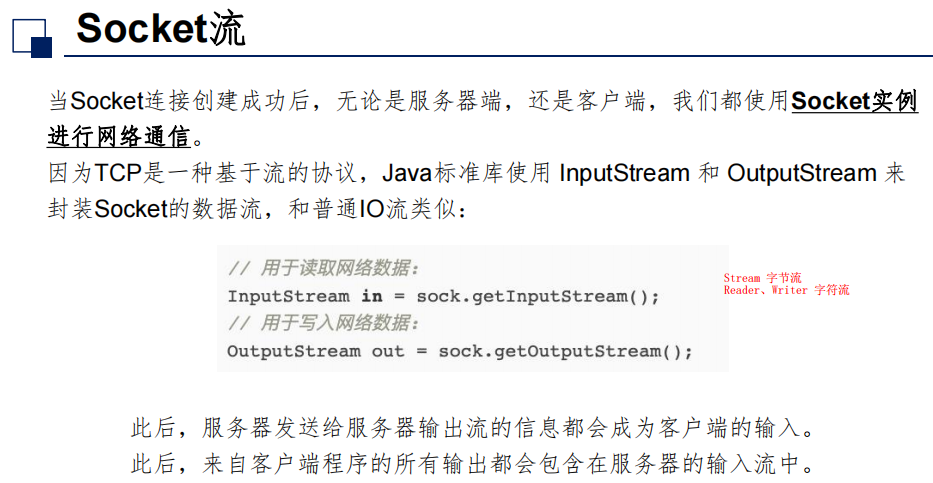 Socket流
当Socket连接创建成功后，无论是服务器端，还是客户端，我们都使用Socket实例
进行网络通信。
因为TCP是一种基于流的协议，Java标准库使用 InputStream 和 OutputStream 来
封装Socket的数据流，和普通IO流类似：
// 用于读取网络数据:
InputStream in = sock.getInputStream();
// 用于写入网络数据:
OutputStream out = sock.getOutputStream();
Stream 字节流
Reader、Writer 字符流
此后，服务器发送给服务器输出流的信息都会成为客户端的输入。
此后，来自客户端程序的所有输出都会包含在服务器的输入流中。